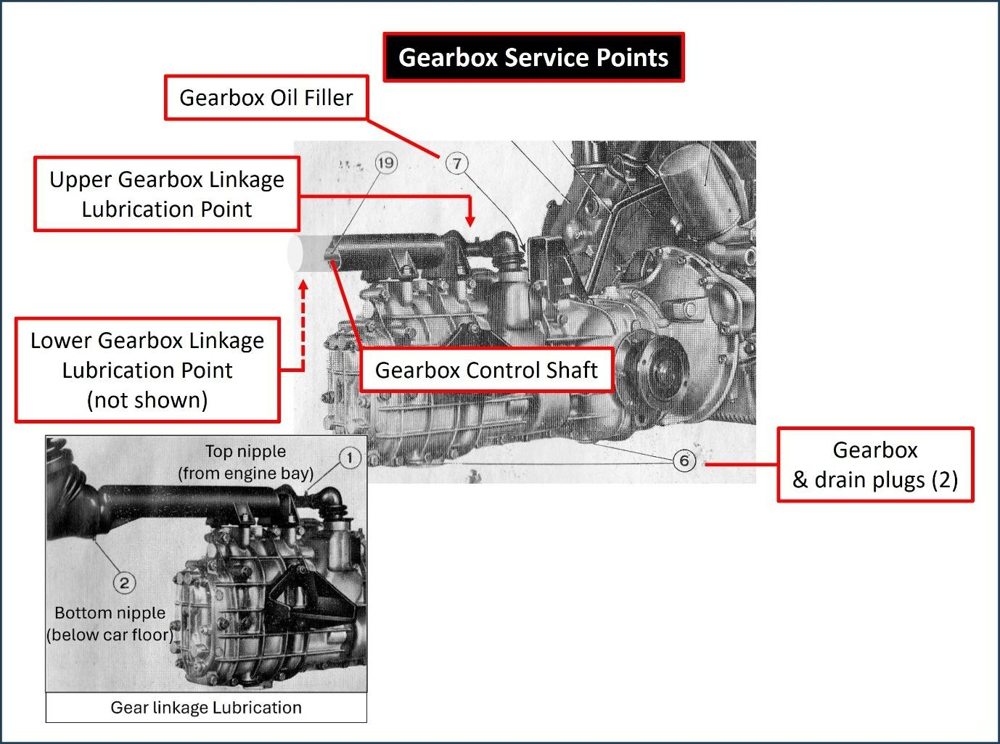 Gearbox Service Points
Gearbox Oil Filler
19
7
Upper Gearbox Linkage
Lubrication Point
Lower Gearbox Linkage
Lubrication Point
(not shown)
Gearbox Control Shaft
6
Gearbox
& drain plugs (2)
Top nipple
(from engine bay)
1
2
Bottom nipple
(below car floor)
Gear linkage Lubrication